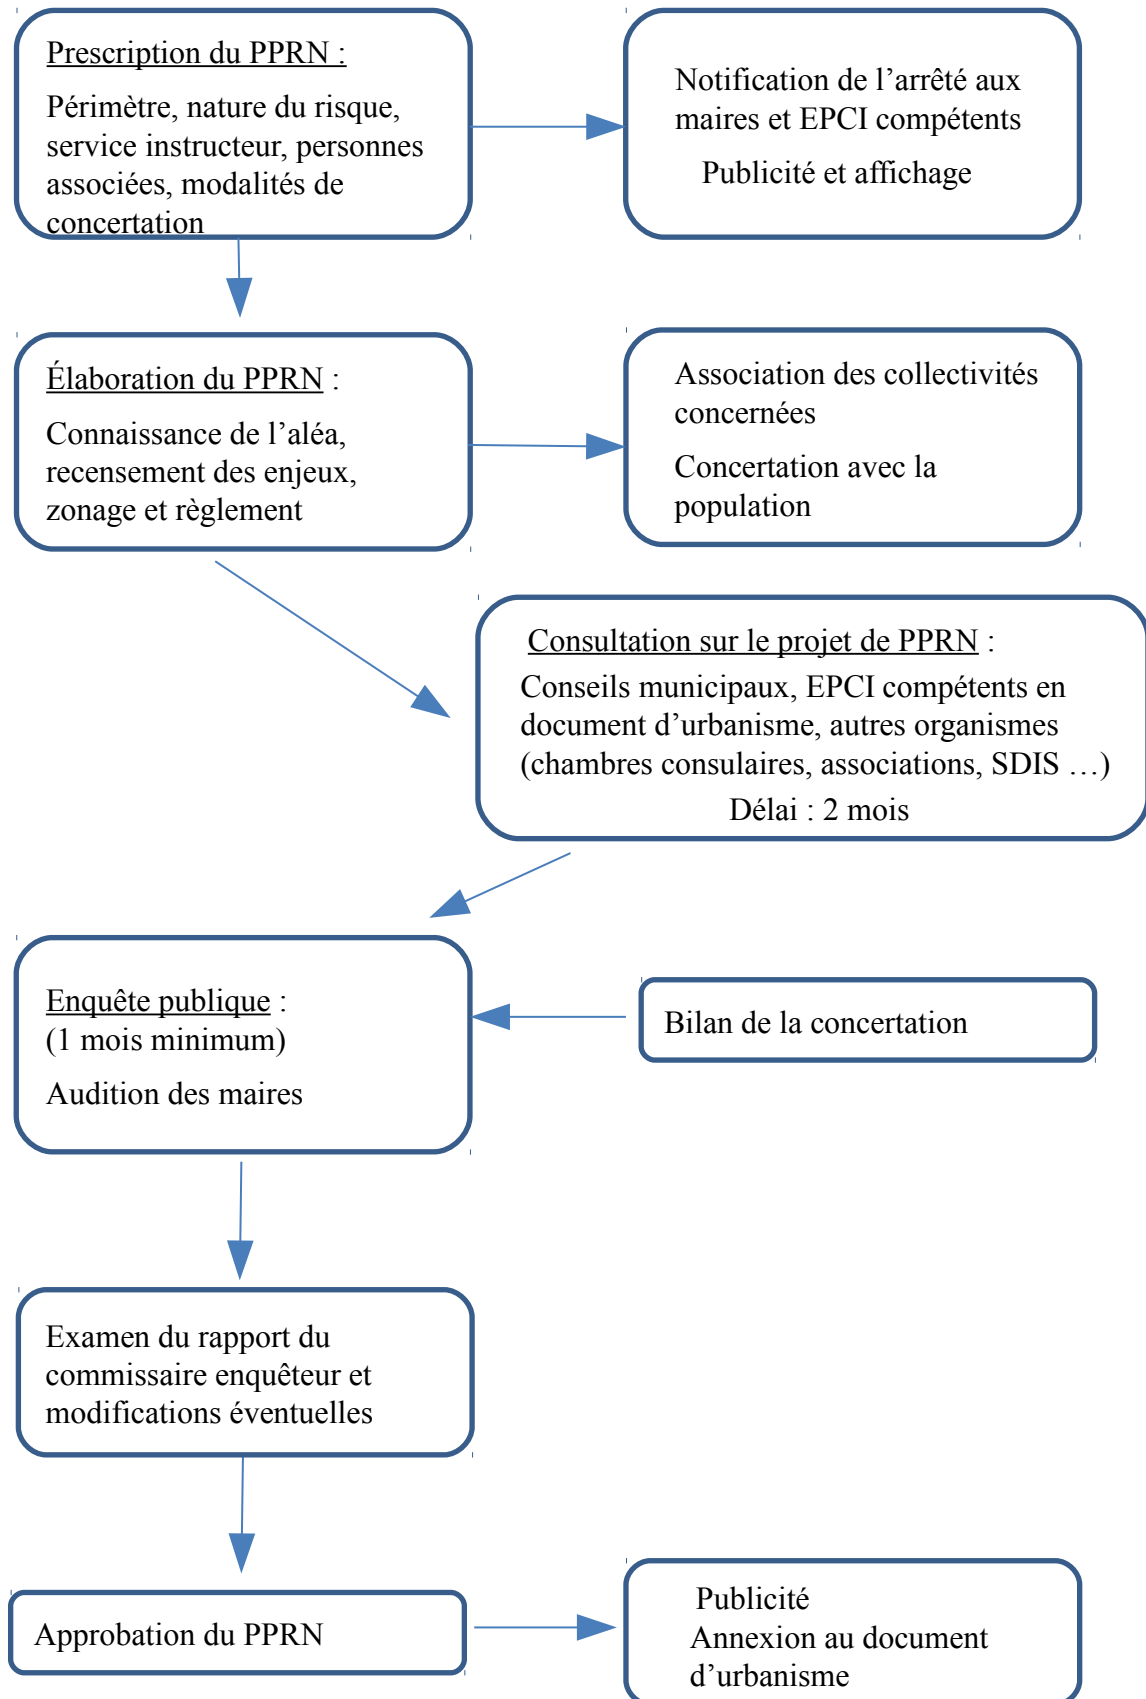 Prescription du PPRN :
Périmètre, nature du risque,
service instructeur, personnes
associées, modalités de
concertation
Notification de l’arrêté aux
maires et EPCI compétents
Publicité et affichage
Élaboration du PPRN :
Connaissance de l’aléa,
recensement des enjeux,
zonage et règlement
Association des collectivités
concernées
Concertation avec la
population
Consultation sur le projet de PPRN :
Conseils municipaux, EPCI compétents en
document d’urbanisme, autres organismes
(chambres consulaires, associations, SDIS …)
Délai : 2 mois
Enquête publique :
(1 mois minimum)
Audition des maires
Bilan de la concertation
Examen du rapport du
commissaire enquêteur et
modifications éventuelles
Approbation du PPRN
Publicité
Annexion au document
d’urbanisme